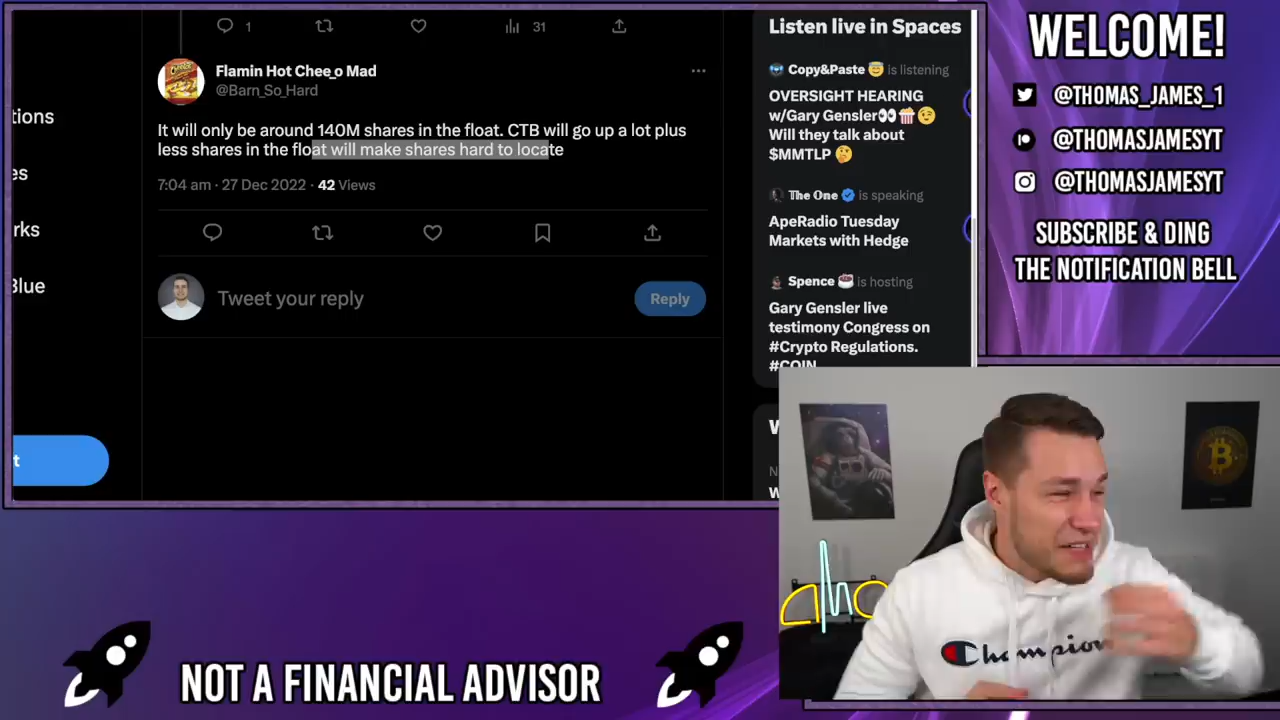 1
31
Flamin Hot Chee_o Mad
@Barn_So_Hard
It will only be around 140M shares in the float. CTB will go up a lot plus
less shares in the float will make shares hard to locate
7:04 am · 27 Dec 2022 · 42 Views
Tweet your reply
Reply
tions
es
rks
Blue
t
Listen live in Spaces
Copy&Paste 😇 is listening
OVERSIGHT HEARING
w/Gary Gensler👀🍿😉
Will they talk about
$MMTLP 🤔
The One is speaking
ApeRadio Tuesday
Markets with Hedge
Spence 🍰 is hosting
Gary Gensler live
testimony Congress on
#Crypto Regulations.
#COIN
W
N
W
WELCOME!
@THOMAS_JAMES_1
@THOMASJAMESYT
@THOMASJAMESYT
SUBSCRIBE & DING
THE NOTIFICATION BELL
Champion
NOT A FINANCIAL ADVISOR